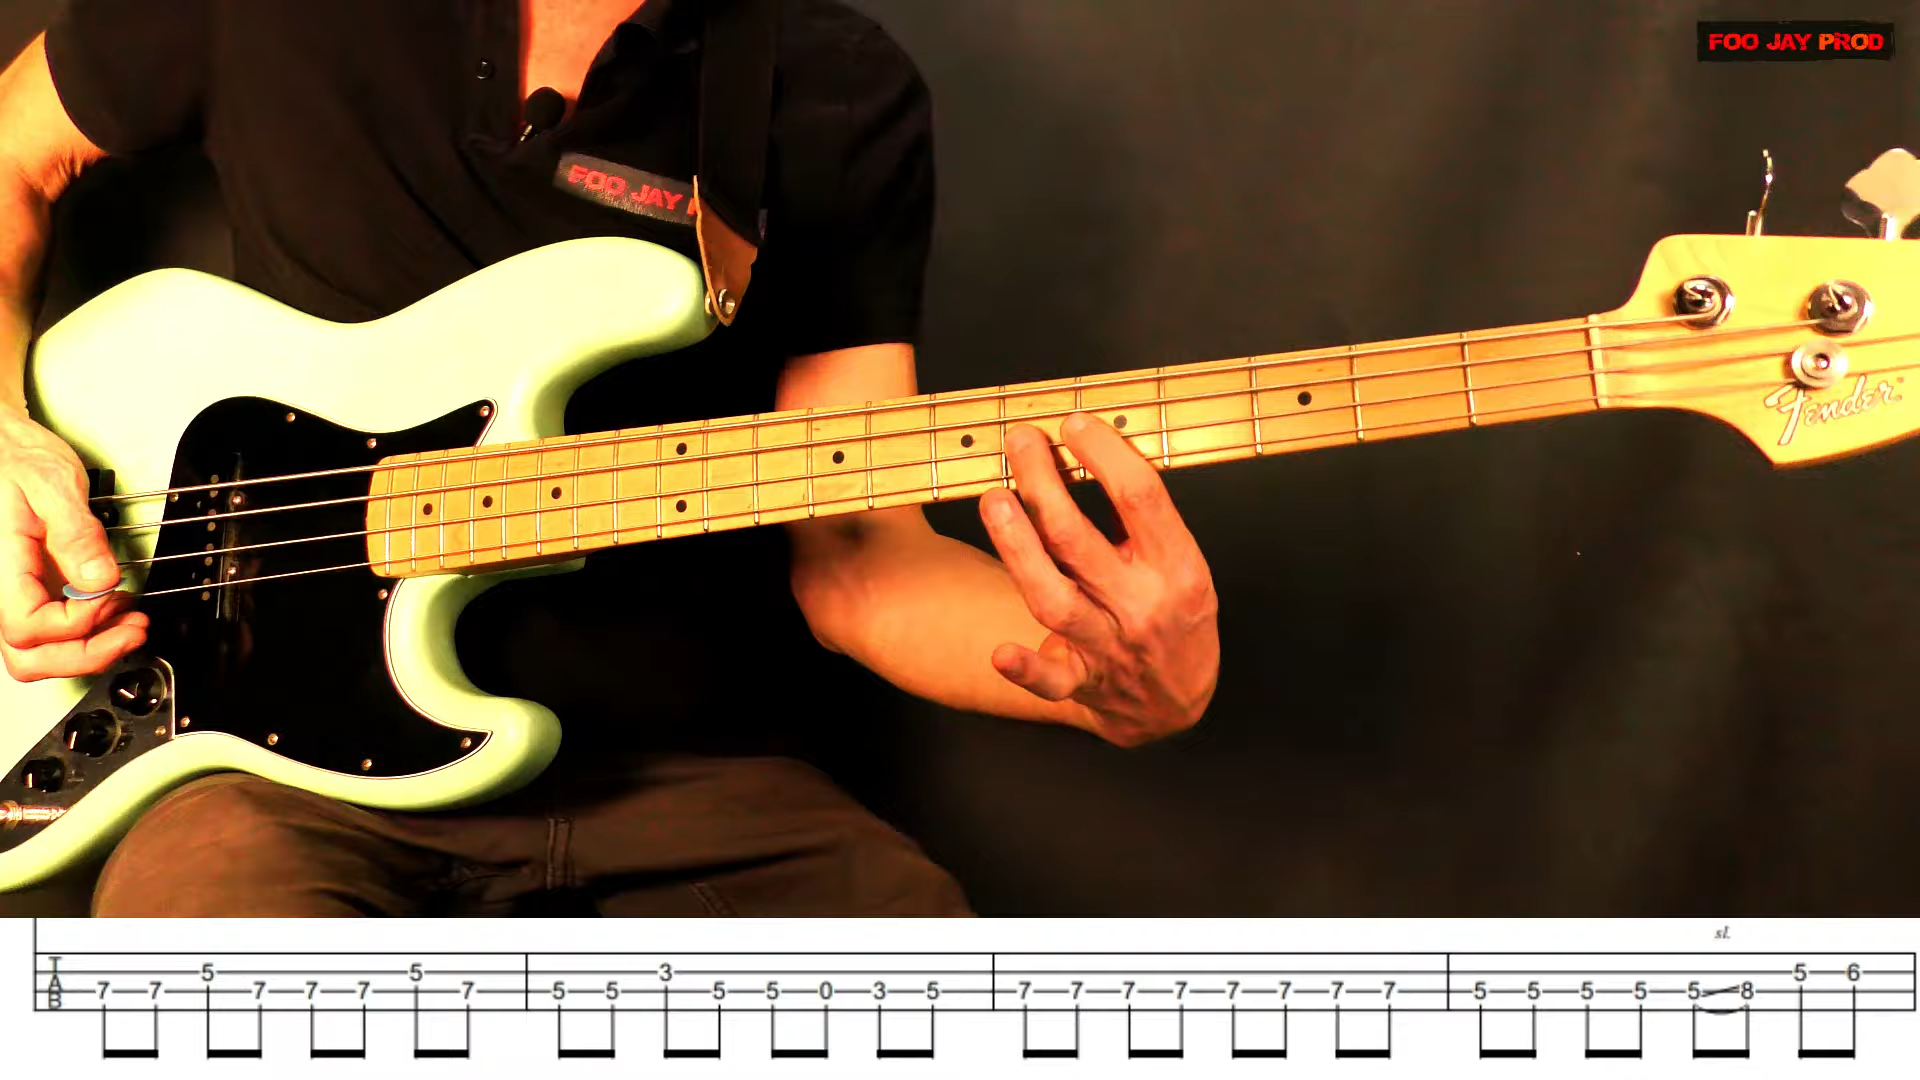 FOO JAY PROD
FOO JAY
Fender
sl.
T
A
B
5 5 3 5 6
7 7 7 7 7 7 5 5 5 5 0 3 5 7 7 7 7 7 7 7 7 5 5 5 5 5 8